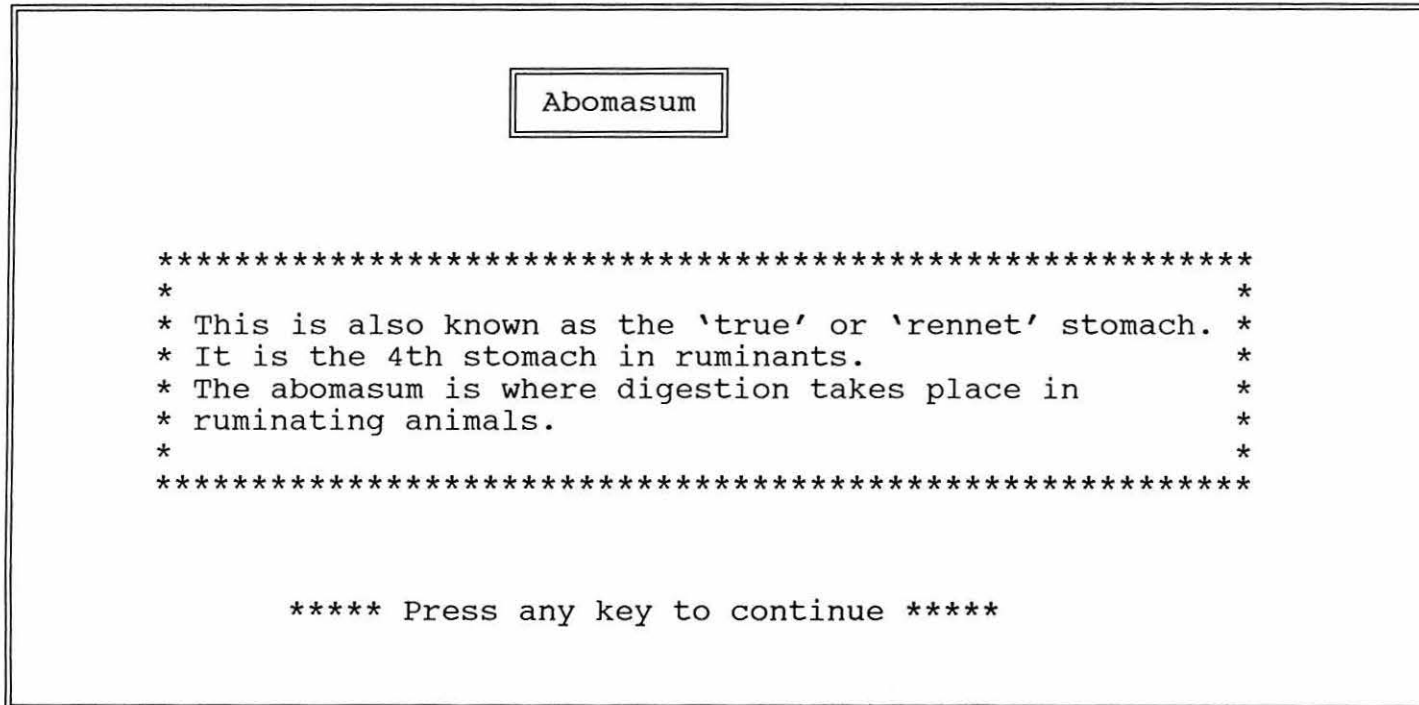 Abomasum
*********************************************************
*                                                       *
* This is also known as the `true' or `rennet' stomach. *
* It is the 4th stomach in ruminants.                   *
* The abomasum is where digestion takes place in        *
* ruminating animals.                                   *
*                                                       *
*********************************************************
***** Press any key to continue *****